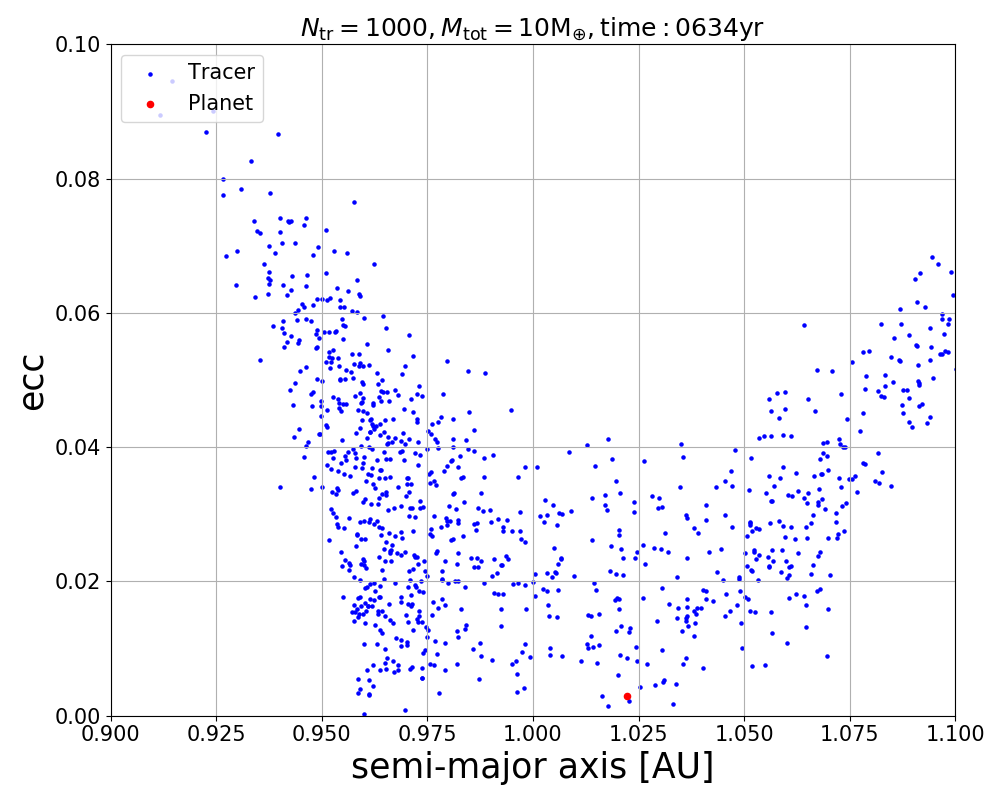 N_tr = 1000, M_tot = 10M_⊕, time : 0634yr
Tracer
Planet
ecc
0.10
0.08
0.06
0.04
0.02
0.00
0.900 0.925 0.950 0.975 1.000 1.025 1.050 1.075 1.100
semi-major axis [AU]